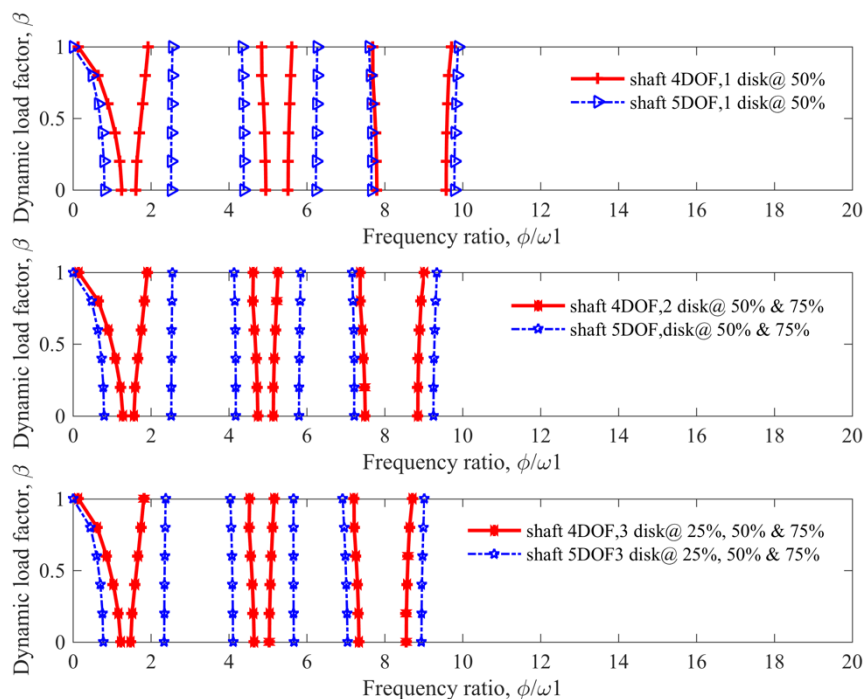 Dynamic load factor, β
1
0.5
0
0 2 4 6 8 10 12 14 16 18 20
Frequency ratio, ϕ/ω1
shaft 4DOF,1 disk@ 50%
shaft 5DOF,1 disk@ 50%
Dynamic load factor, β
1
0.5
0
0 2 4 6 8 10 12 14 16 18 20
Frequency ratio, ϕ/ω1
shaft 4DOF,2 disk@ 50% & 75%
shaft 5DOF,disk@ 50% & 75%
Dynamic load factor, β
1
0.5
0
0 2 4 6 8 10 12 14 16 18 20
Frequency ratio, ϕ/ω1
shaft 4DOF,3 disk@ 25%, 50% & 75%
shaft 5DOF3 disk@ 25%, 50% & 75%